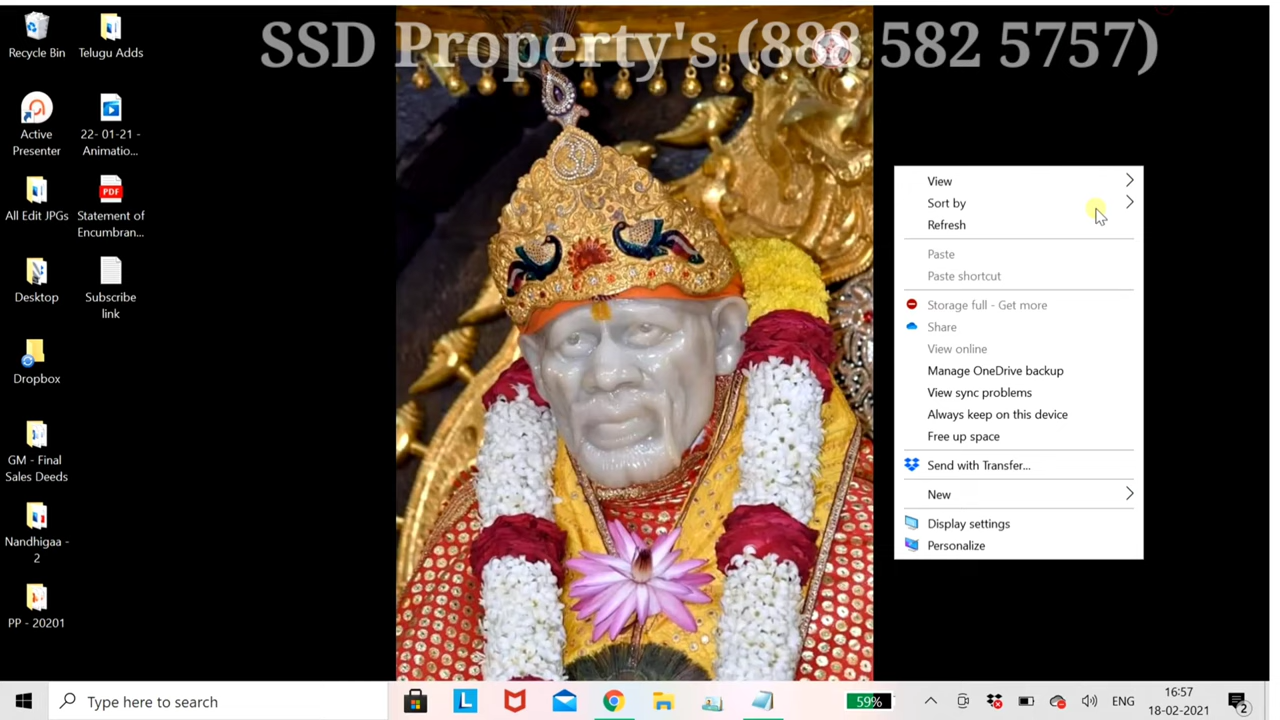 SSD Property's (888 582 5757)
Recycle Bin
Telugu Adds
Active
Presenter
22- 01-21 -
Animatio...
All Edit JPGs
PDF
Statement of
Encumbran...
Desktop
Subscribe
link
Dropbox
GM - Final
Sales Deeds
Nandhigaa -
2
PP - 20201
View
Sort by
Refresh
Paste
Paste shortcut
Storage full - Get more
Share
View online
Manage OneDrive backup
View sync problems
Always keep on this device
Free up space
Send with Transfer...
New
Display settings
Personalize
Type here to search
L
59%
ENG
16:57
18-02-2021
2